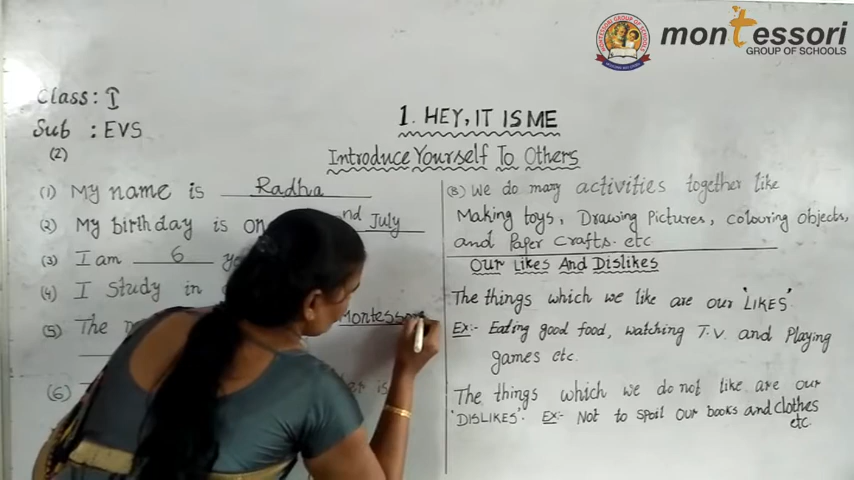 MONTESSORI GROUP OF SCHOOLS
montessori
GROUP OF SCHOOLS
Class: I
Sub : EVS
(2)
1. HEY, IT IS ME
Introduce Yourself To Others
(1) My name is Radha
(2) My birthday is on nd July
(3) I am 6
(4) I Study in
(5) The Montesso
(6)
is
(8) We do many activities together like
Making toys, Drawing Pictures, colouring objects,
and Paper crafts. etc
Our Likes And Dislikes
The things which we like are our 'LIKES'.
Ex:- Eating good food, watching T.V. and Playing
games etc.
The things which we do not like are our
'DISLIKES'. Ex:- Not to spoil our books and clothes
etc.